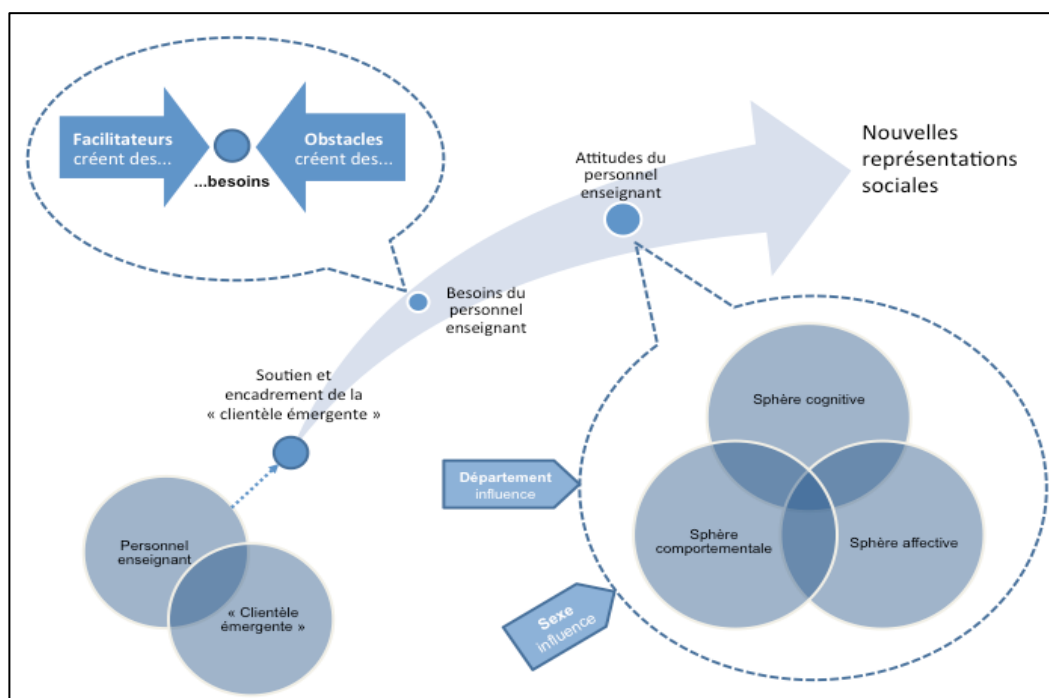 Facilitateurs
créent des...
Obstacles
créent des...
...besoins
Attitudes du
personnel
enseignant
Nouvelles
représentations
sociales
Besoins du
personnel
enseignant
Soutien et
encadrement de la
« clientèle émergente »
Personnel
enseignant
« Clientèle
émergente »
Département
influence
Sexe
influence
Sphère cognitive
Sphère
comportementale
Sphère affective